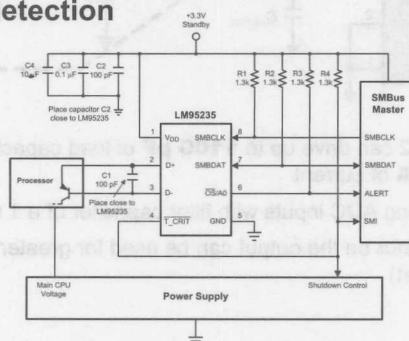 etection
+3.3V
Standby
C4
10 µF
C3
0.1 µF
C2
100 pF
Place capacitor C2
close to LM95235
R1
1.3k
R2
1.3k
R3
1.3k
R4
1.3k
SMBus
Master
LM95235
1 VDD SMBCLK 8 SMBCLK
2 D+ SMBDAT 7 SMBDAT
3 D- OS/A0 6 ALERT
4 T_CRIT GND 5 SMI
Processor
C1
100 pF
Place close to
LM95235
Main CPU
Voltage
Shutdown Control
Power Supply